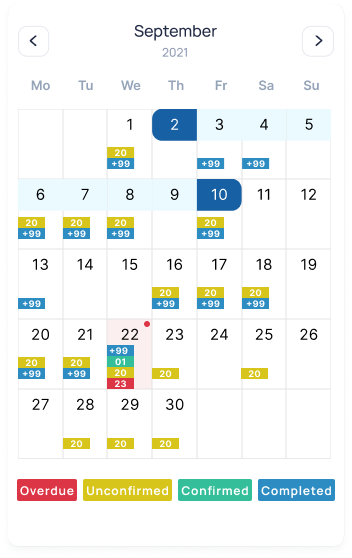 September
2021
Mo Tu We Th Fr Sa Su
1 2 3 4 5
20
+99 +99 +99
6 7 8 9 10 11 12
20 20 20 20
+99 +99 +99 +99
13 14 15 16 17 18 19
20 20 20
+99 +99 +99 +99
20 21 22 23 24 25 26
+99
20 20 01
+99 +99 20 20 20
23
27 28 29 30
20 20 20
Overdue Unconfirmed Confirmed Completed